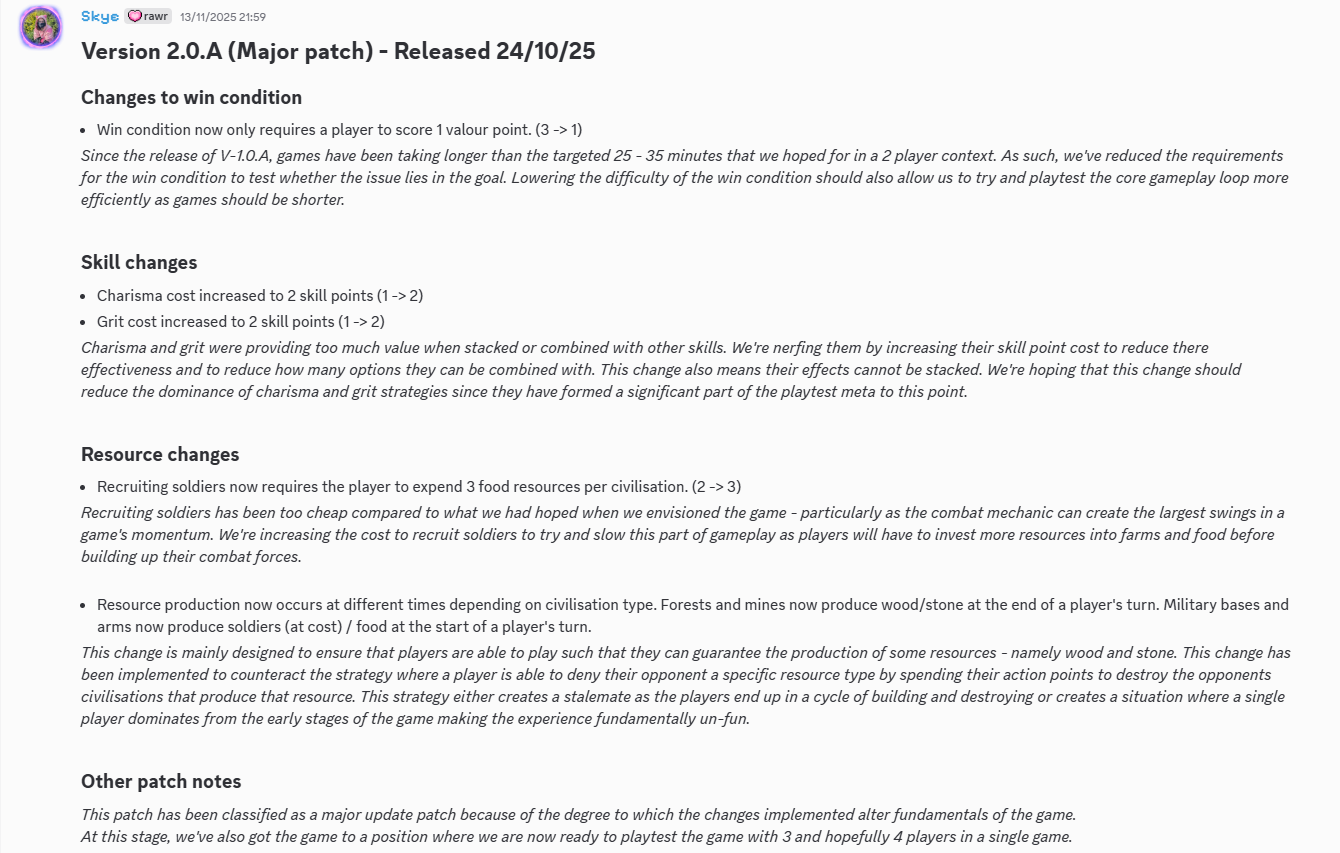 Skye rawr 13/11/2025 21:59
Version 2.0.A (Major patch) - Released 24/10/25
Changes to win condition
• Win condition now only requires a player to score 1 valour point. (3 -> 1)
Since the release of V-1.0.A, games have been taking longer than the targeted 25 - 35 minutes that we hoped for in a 2 player context. As such, we've reduced the requirements
for the win condition to test whether the issue lies in the goal. Lowering the difficulty of the win condition should also allow us to try and playtest the core gameplay loop more
efficiently as games should be shorter.
Skill changes
• Charisma cost increased to 2 skill points (1 -> 2)
• Grit cost increased to 2 skill points (1 -> 2)
Charisma and grit were providing too much value when stacked or combined with other skills. We're nerfing them by increasing their skill point cost to reduce there
effectiveness and to reduce how many options they can be combined with. This change also means their effects cannot be stacked. We're hoping that this change should
reduce the dominance of charisma and grit strategies since they have formed a significant part of the playtest meta to this point.
Resource changes
• Recruiting soldiers now requires the player to expend 3 food resources per civilisation. (2 -> 3)
Recruiting soldiers has been too cheap compared to what we had hoped when we envisioned the game - particularly as the combat mechanic can create the largest swings in a
game's momentum. We're increasing the cost to recruit soldiers to try and slow this part of gameplay as players will have to invest more resources into farms and food before
building up their combat forces.
• Resource production now occurs at different times depending on civilisation type. Forests and mines now produce wood/stone at the end of a player's turn. Military bases and
arms now produce soldiers (at cost) / food at the start of a player's turn.
This change is mainly designed to ensure that players are able to play such that they can guarantee the production of some resources - namely wood and stone. This change has
been implemented to counteract the strategy where a player is able to deny their opponent a specific resource type by spending their action points to destroy the opponents
civilisations that produce that resource. This strategy either creates a stalemate as the players end up in a cycle of building and destroying or creates a situation where a single
player dominates from the early stages of the game making the experience fundamentally un-fun.
Other patch notes
This patch has been classified as a major update patch because of the degree to which the changes implemented alter fundamentals of the game.
At this stage, we've also got the game to a position where we are now ready to playtest the game with 3 and hopefully 4 players in a single game.